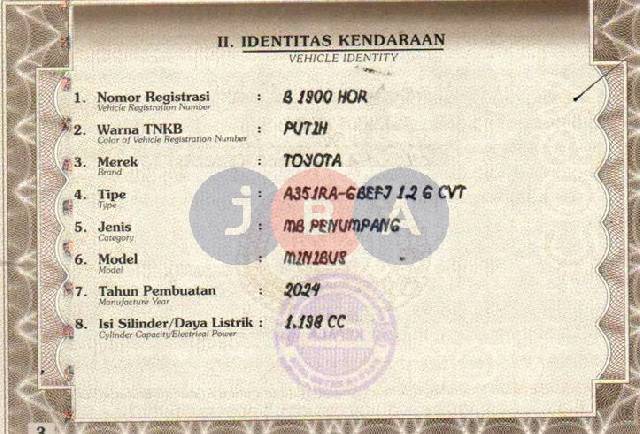 II. IDENTITAS KENDARAAN
VEHICLE IDENTITY
1. Nomor Registrasi : B 1900 HOR
Vehicle Registration Number
2. Warna TNKB : PUTIH
Color of Vehicle Registration Number
3. Merek : TOYOTA
Brand
4. Tipe : A351RA-GBEFJ 1.2 G CVT
Type
5. Jenis : MB PENUMPANG
Category
6. Model : MINIBUS
Model
7. Tahun Pembuatan : 2024
Manufacture Year
8. Isi Silinder/Daya Listrik : 1.198 CC
Cylinder Capacity/Electrical Power
JBA
3